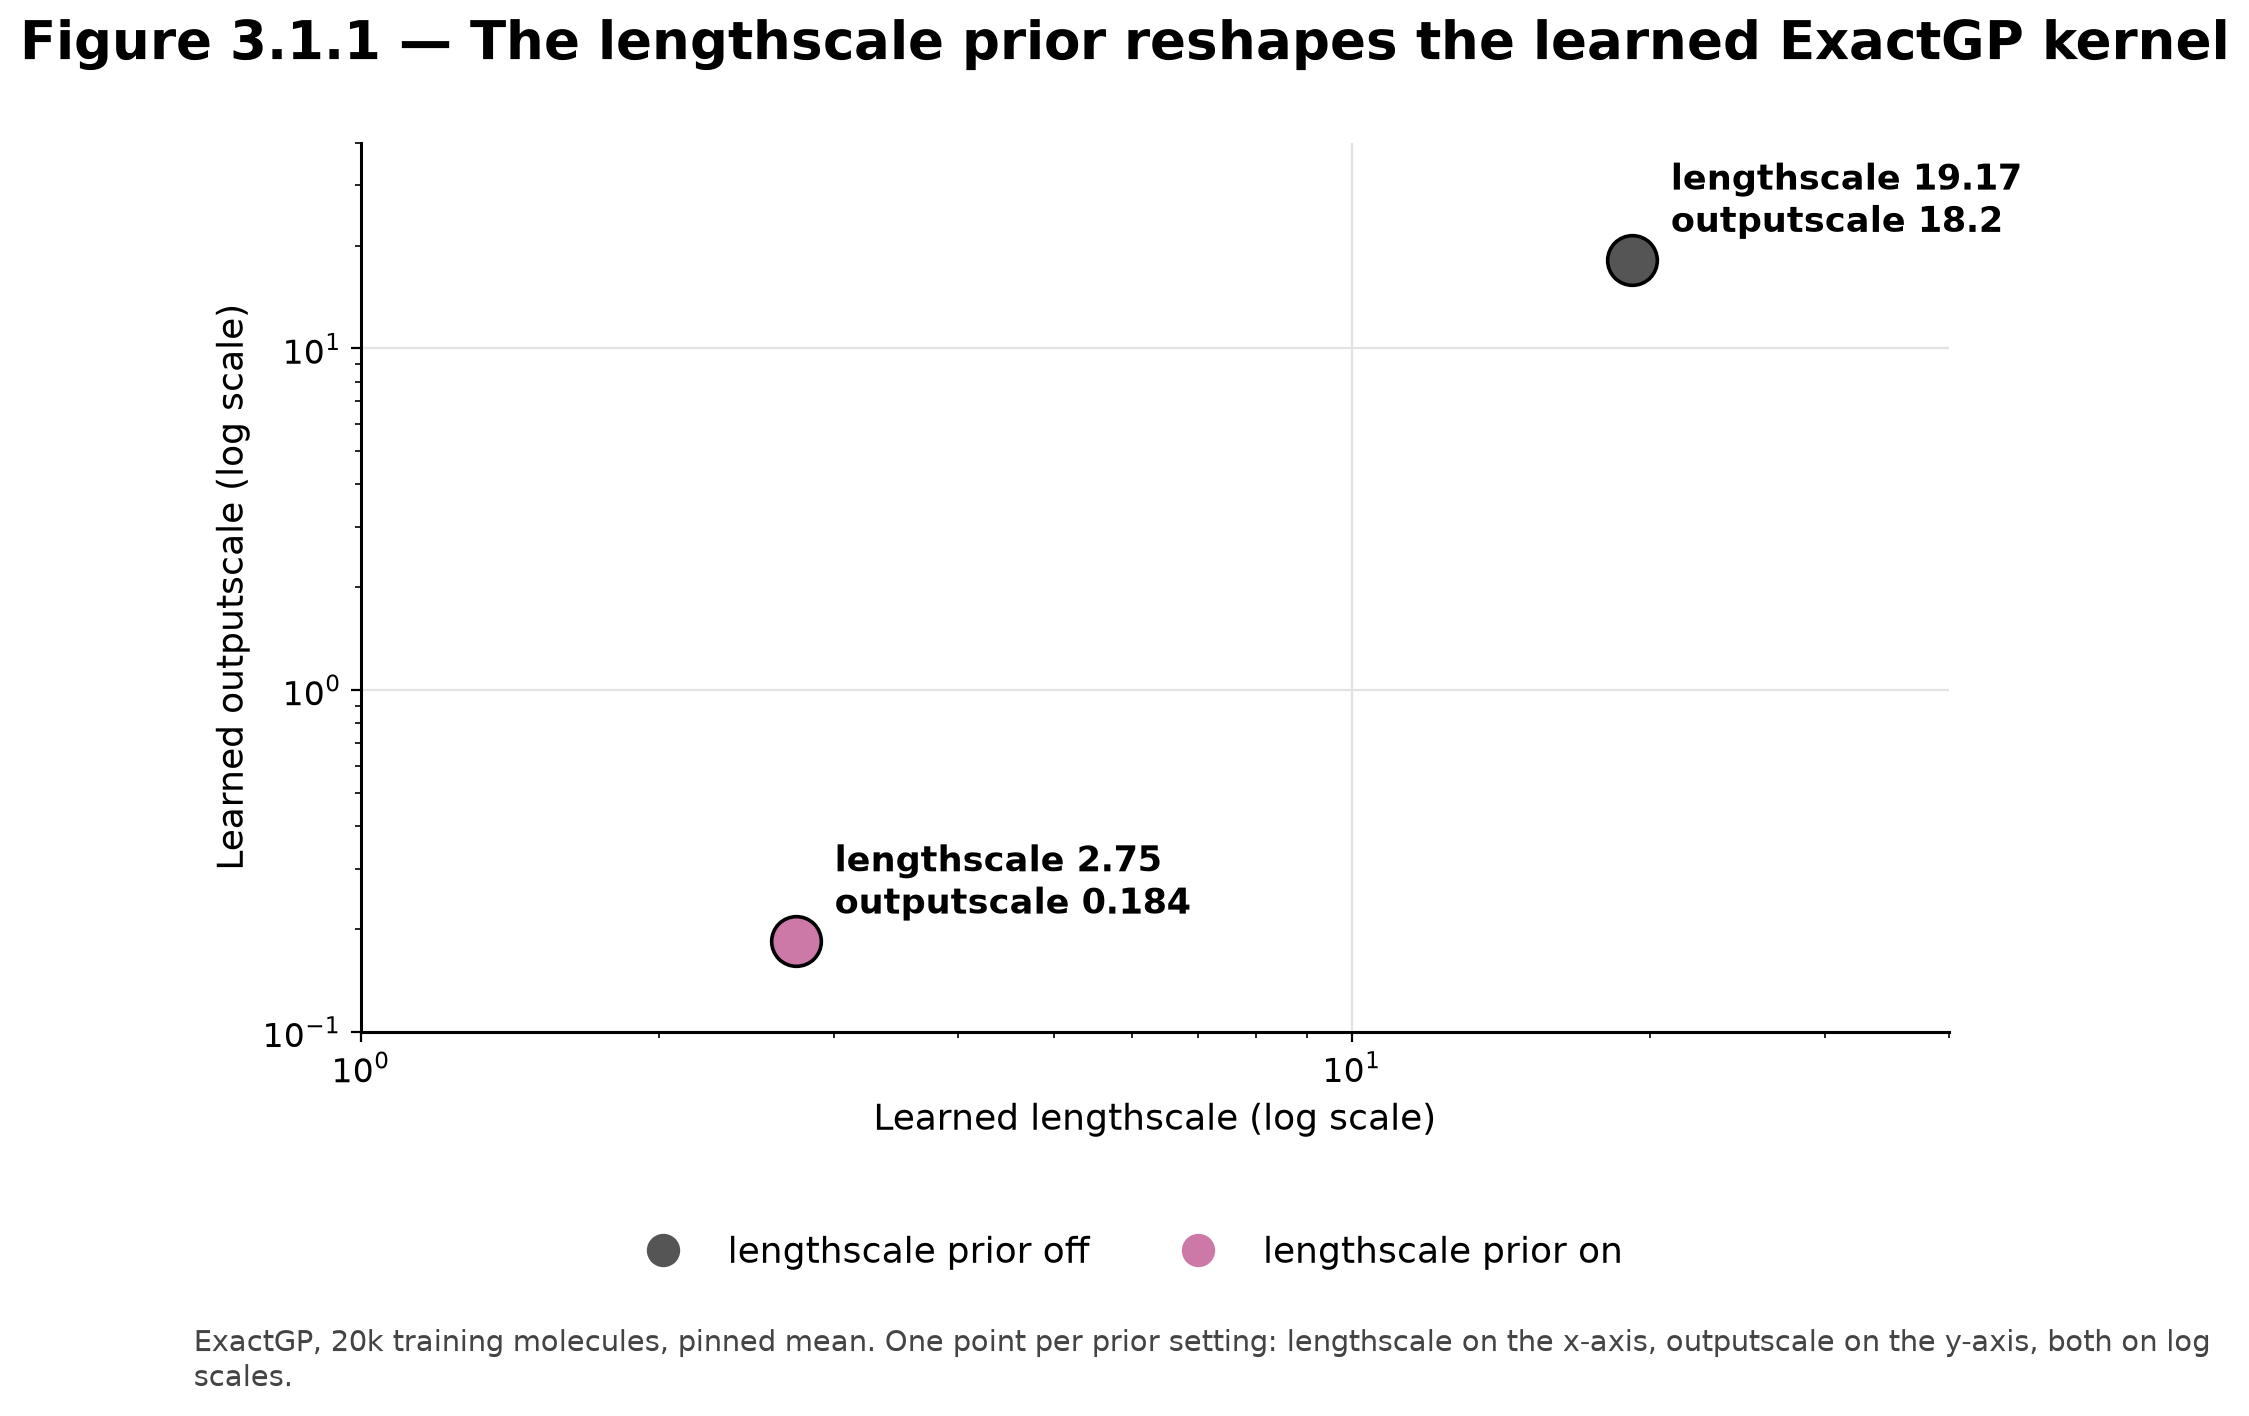 Figure 3.1.1 — The lengthscale prior reshapes the learned ExactGP kernel
lengthscale 19.17
outputscale 18.2
Learned outputscale (log scale)
10¹
10⁰
lengthscale 2.75
outputscale 0.184
10⁻¹
10⁰
10¹
Learned lengthscale (log scale)
lengthscale prior off
lengthscale prior on
ExactGP, 20k training molecules, pinned mean. One point per prior setting: lengthscale on the x-axis, outputscale on the y-axis, both on log
scales.